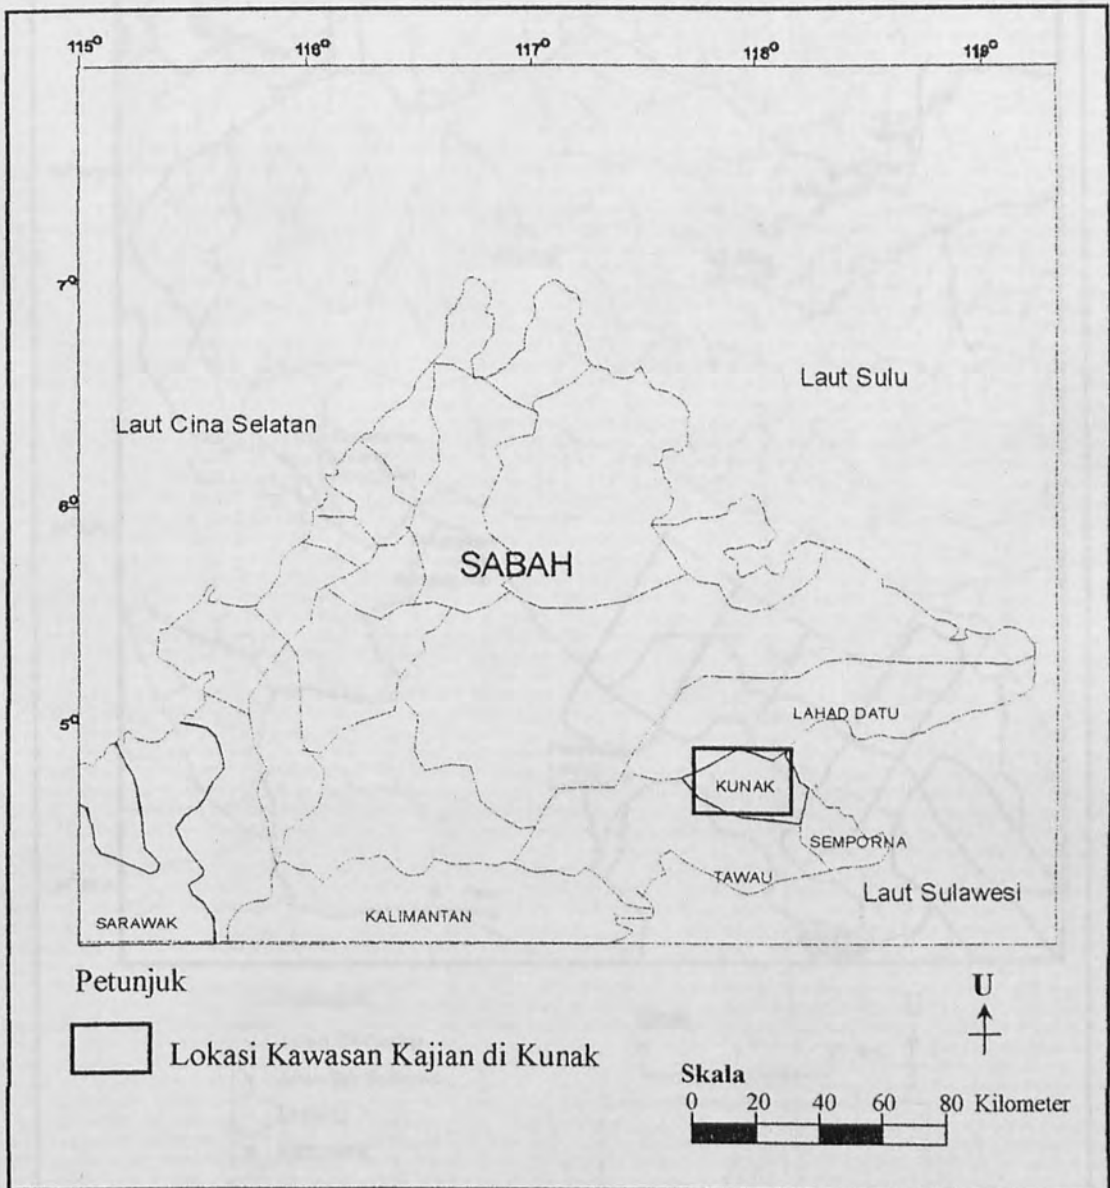 115° 116° 117° 118° 119°
7°
Laut Sulu
Laut Cina Selatan
6°
SABAH
5°
LAHAD DATU
KUNAK
SEMPORNA
TAWAU
Laut Sulawesi
SARAWAK
KALIMANTAN
Petunjuk
U
Lokasi Kawasan Kajian di Kunak
Skala
0 20 40 60 80 Kilometer